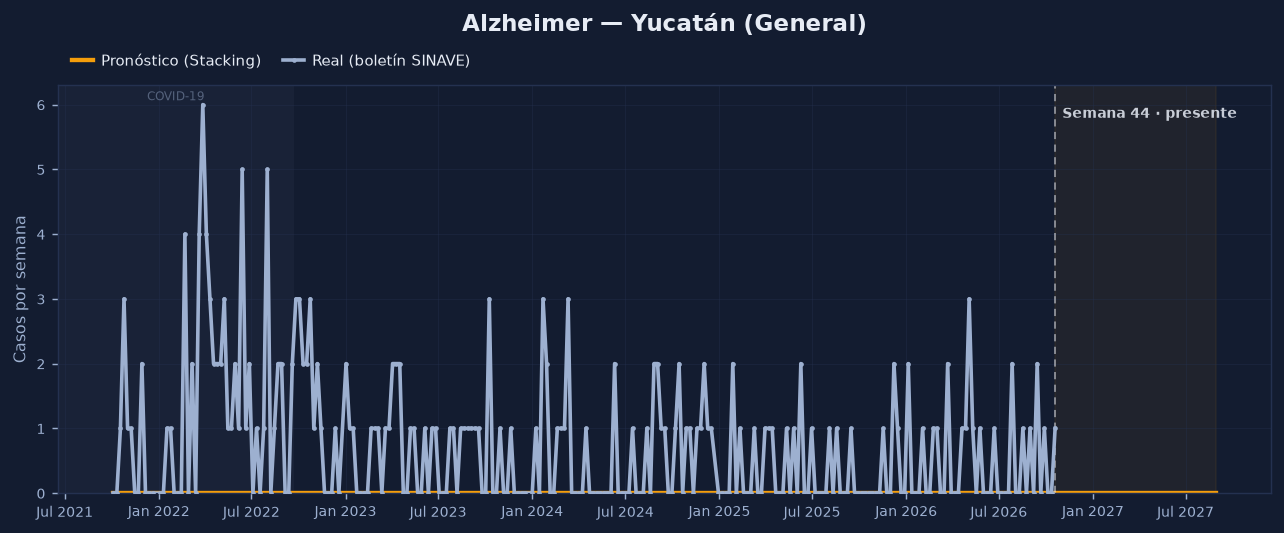 Alzheimer — Yucatán (General)
Pronóstico (Stacking)
Real (boletín SINAVE)
COVID-19
Semana 44 · presente
Casos por semana
6
5
4
3
2
1
0
Jul 2021
Jan 2022
Jul 2022
Jan 2023
Jul 2023
Jan 2024
Jul 2024
Jan 2025
Jul 2025
Jan 2026
Jul 2026
Jan 2027
Jul 2027